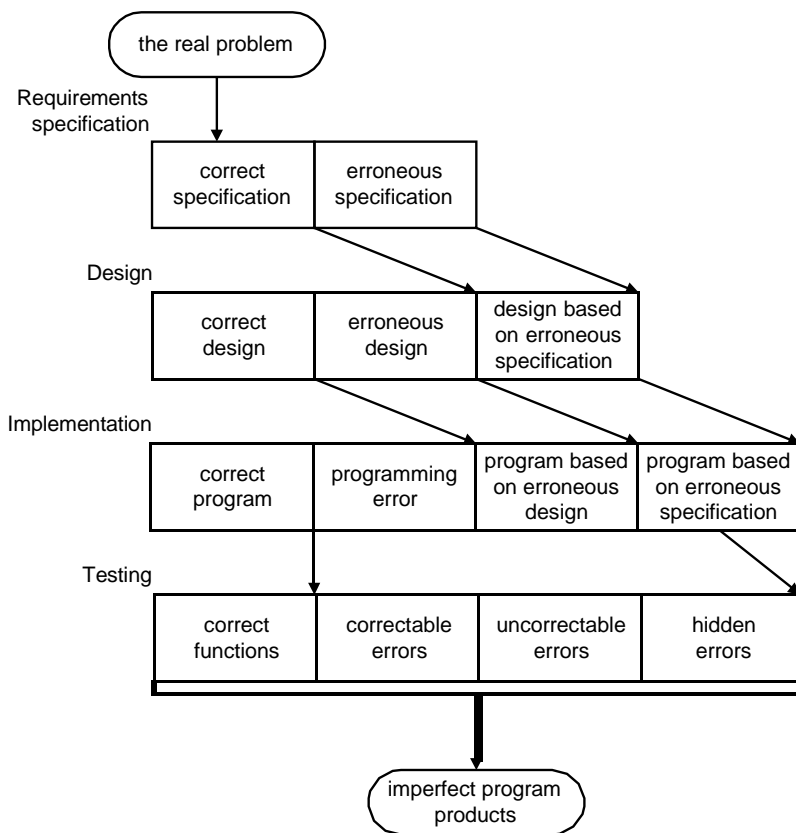 the real problem
Requirements
specification
correct
specification
erroneous
specification
Design
correct
design
erroneous
design
design based
on erroneous
specification
Implementation
correct
program
programming
error
program based
on erroneous
design
program based
on erroneous
specification
Testing
correct
functions
correctable
errors
uncorrectable
errors
hidden
errors
imperfect program
products